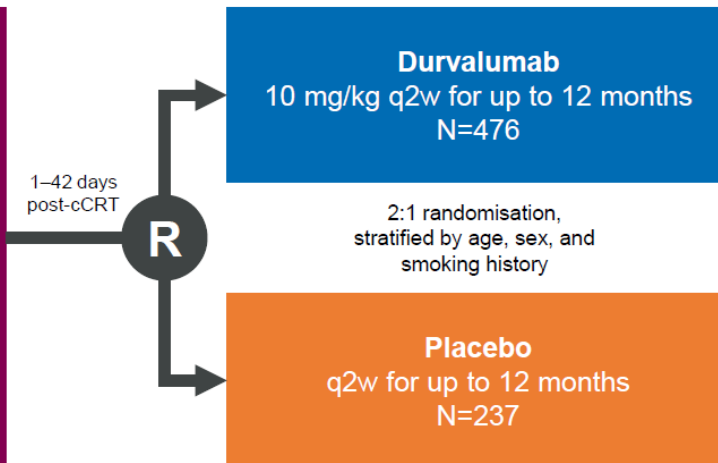 1–42 days
post-cCRT
R
Durvalumab
10 mg/kg q2w for up to 12 months
N=476
2:1 randomisation,
stratified by age, sex, and
smoking history
Placebo
q2w for up to 12 months
N=237